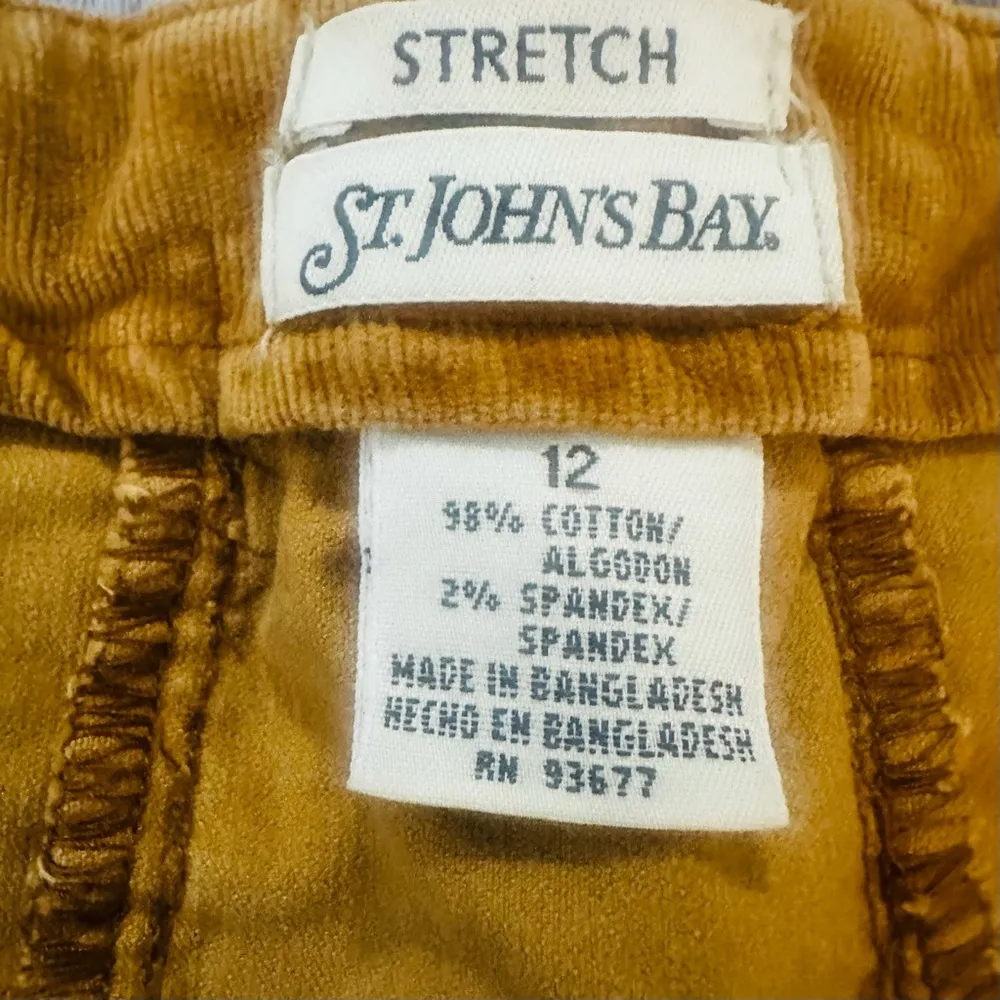 STRETCH
ST. JOHN'S BAY®
12
98% COTTON/
ALGODON
2% SPANDEX/
SPANDEX
MADE IN BANGLADESH
HECHO EN BANGLADESH
RN 93677